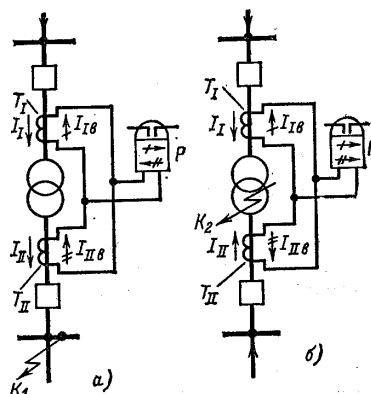 T_I
I_I
I_Iв
P
I_II
I_IIв
T_II
K_1
а)
T_I
I_I
I_Iв
K_2
I_II
I_IIв
T_II
б)